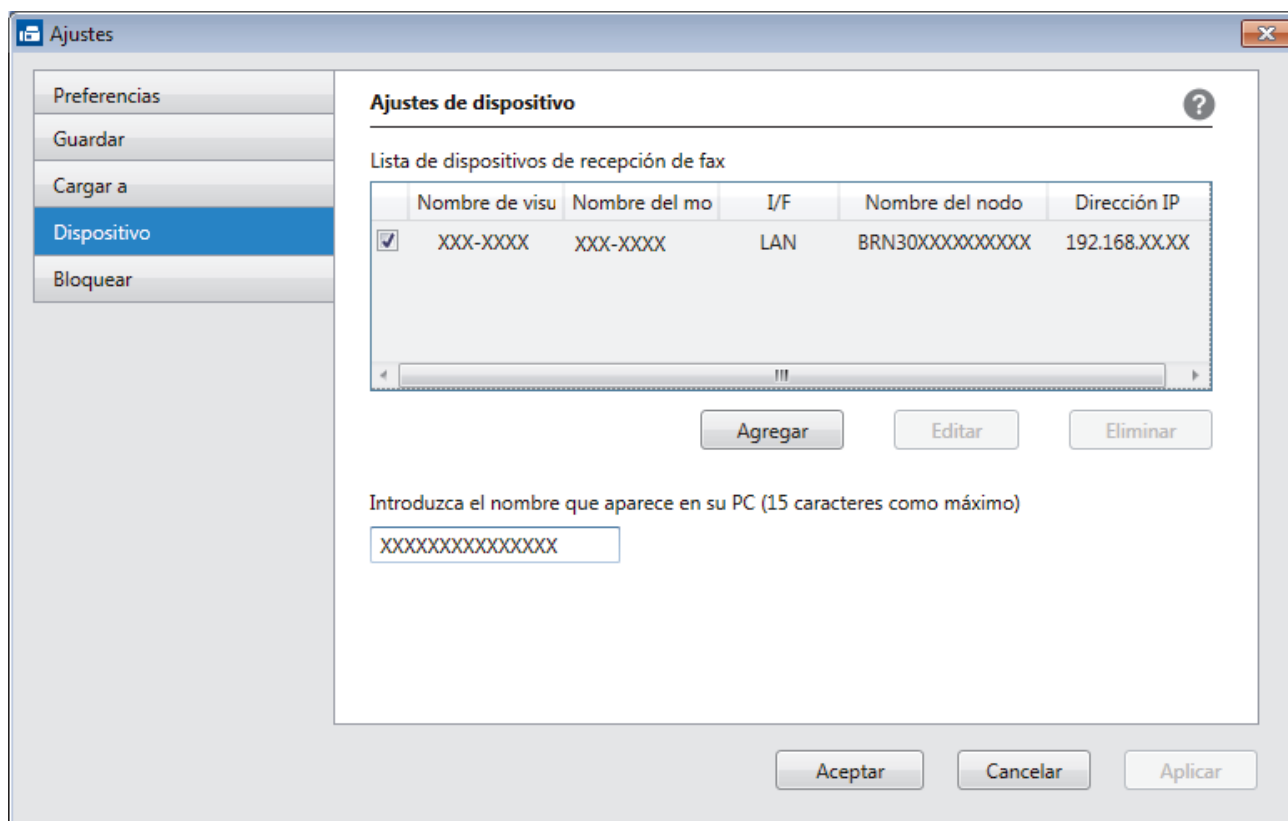 Ajustes
Preferencias
Guardar
Cargar a
Dispositivo
Bloquear
Ajustes de dispositivo
?
Lista de dispositivos de recepción de fax
Nombre de visu Nombre del mo I/F Nombre del nodo Dirección IP
XXX-XXXX XXX-XXXX LAN BRN30XXXXXXXXXX 192.168.XX.XX
Agregar Editar Eliminar
Introduzca el nombre que aparece en su PC (15 caracteres como máximo)
XXXXXXXXXXXXXXX
Aceptar Cancelar Aplicar